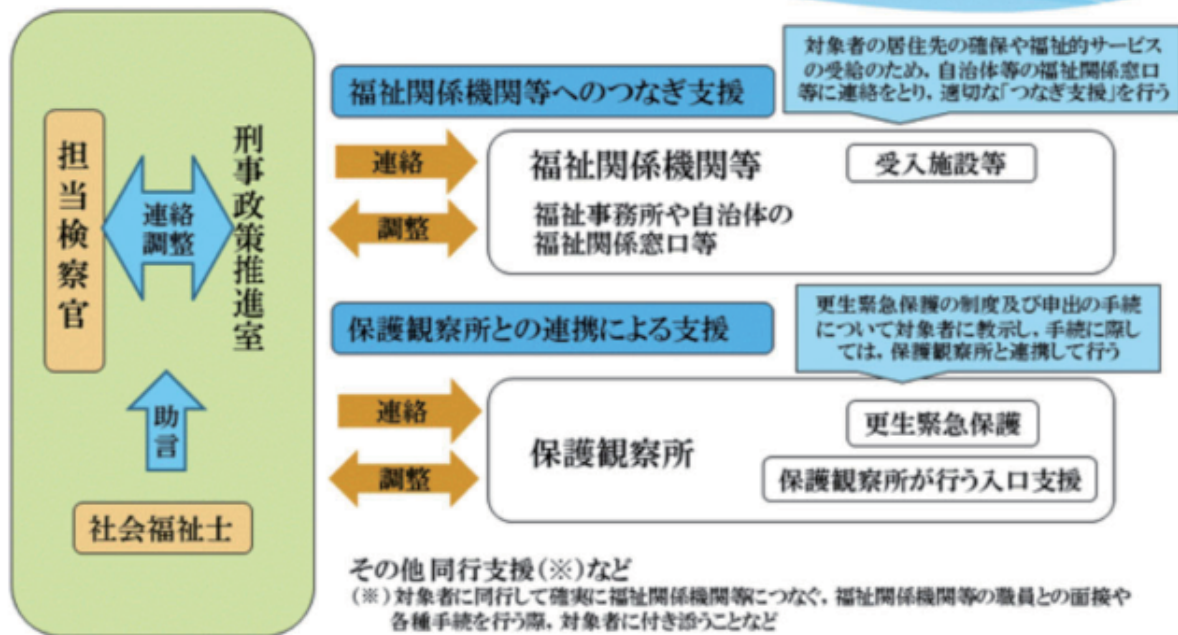 担当検察官
連絡
調整
刑事政策推進室
助言
社会福祉士
福祉関係機関等へのつなぎ支援
対象者の居住先の確保や福祉的サービス
の受給のため、自治体等の福祉関係窓口
等に連絡をとり、適切な「つなぎ支援」を行う
連絡
調整
福祉関係機関等
受入施設等
福祉事務所や自治体の
福祉関係窓口等
保護観察所との連携による支援
更生緊急保護の制度及び申出の手続
について対象者に教示し、手続に際し
ては、保護観察所と連携して行う
連絡
調整
保護観察所
更生緊急保護
保護観察所が行う入口支援
その他同行支援(※)など
(※)対象者に同行して確実に福祉関係機関等につなぐ、福祉関係機関等の職員との面接や
各種手続を行う際、対象者に付き添うことなど